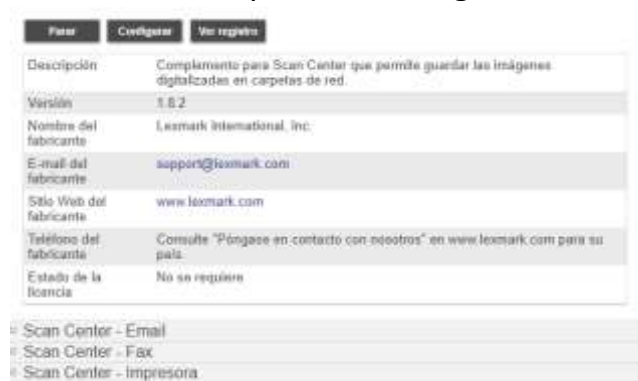 Parar Configurar Ver registro
Descripción Complemento para Scan Center que permite guardar las imágenes
digitalizadas en carpetas de red.
Versión 1.8.2
Nombre del Lexmark International, Inc.
fabricante
E-mail del support@lexmark.com
fabricante
Sitio Web del www.lexmark.com
fabricante
Teléfono del Consulte "Póngase en contacto con nosotros" en www.lexmark.com para su
fabricante país.
Estado de la No se requiere
licencia
Scan Center - Email
Scan Center - Fax
Scan Center - Impresora